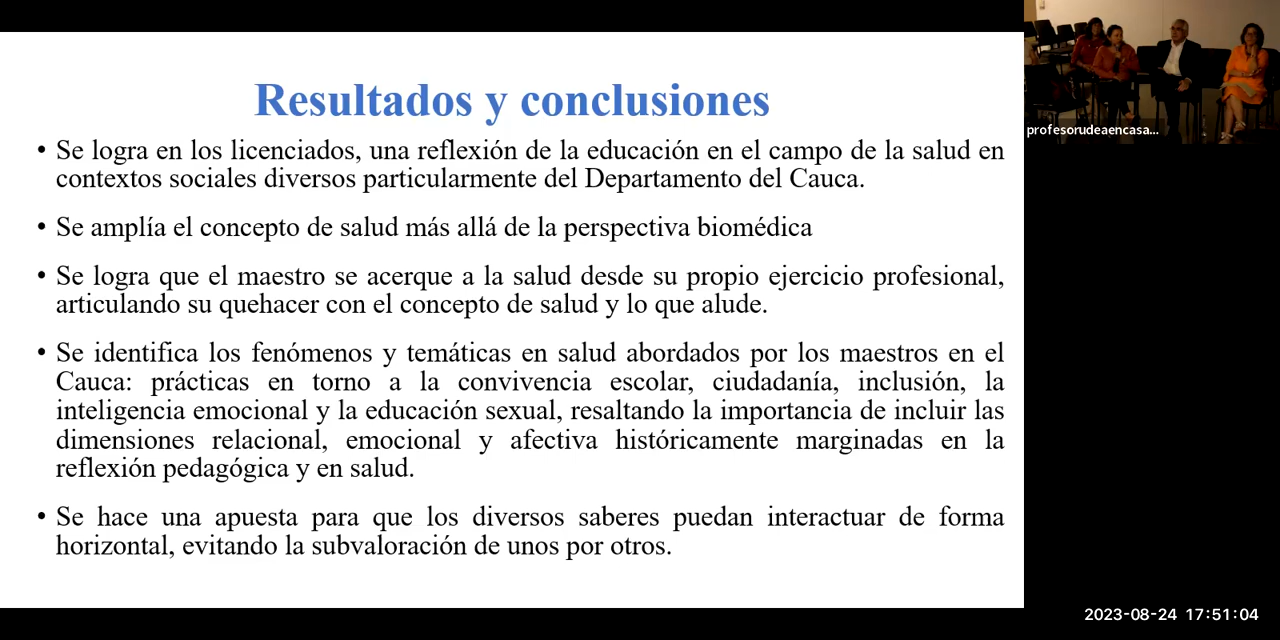 Resultados y conclusiones
• Se logra en los licenciados, una reflexión de la educación en el campo de la salud en
contextos sociales diversos particularmente del Departamento del Cauca.
• Se amplía el concepto de salud más allá de la perspectiva biomédica
• Se logra que el maestro se acerque a la salud desde su propio ejercicio profesional,
articulando su quehacer con el concepto de salud y lo que alude.
• Se identifica los fenómenos y temáticas en salud abordados por los maestros en el
Cauca: prácticas en torno a la convivencia escolar, ciudadanía, inclusión, la
inteligencia emocional y la educación sexual, resaltando la importancia de incluir las
dimensiones relacional, emocional y afectiva históricamente marginadas en la
reflexión pedagógica y en salud.
• Se hace una apuesta para que los diversos saberes puedan interactuar de forma
horizontal, evitando la subvaloración de unos por otros.
profesorudeaencasa...
2023-08-24 17:51:04